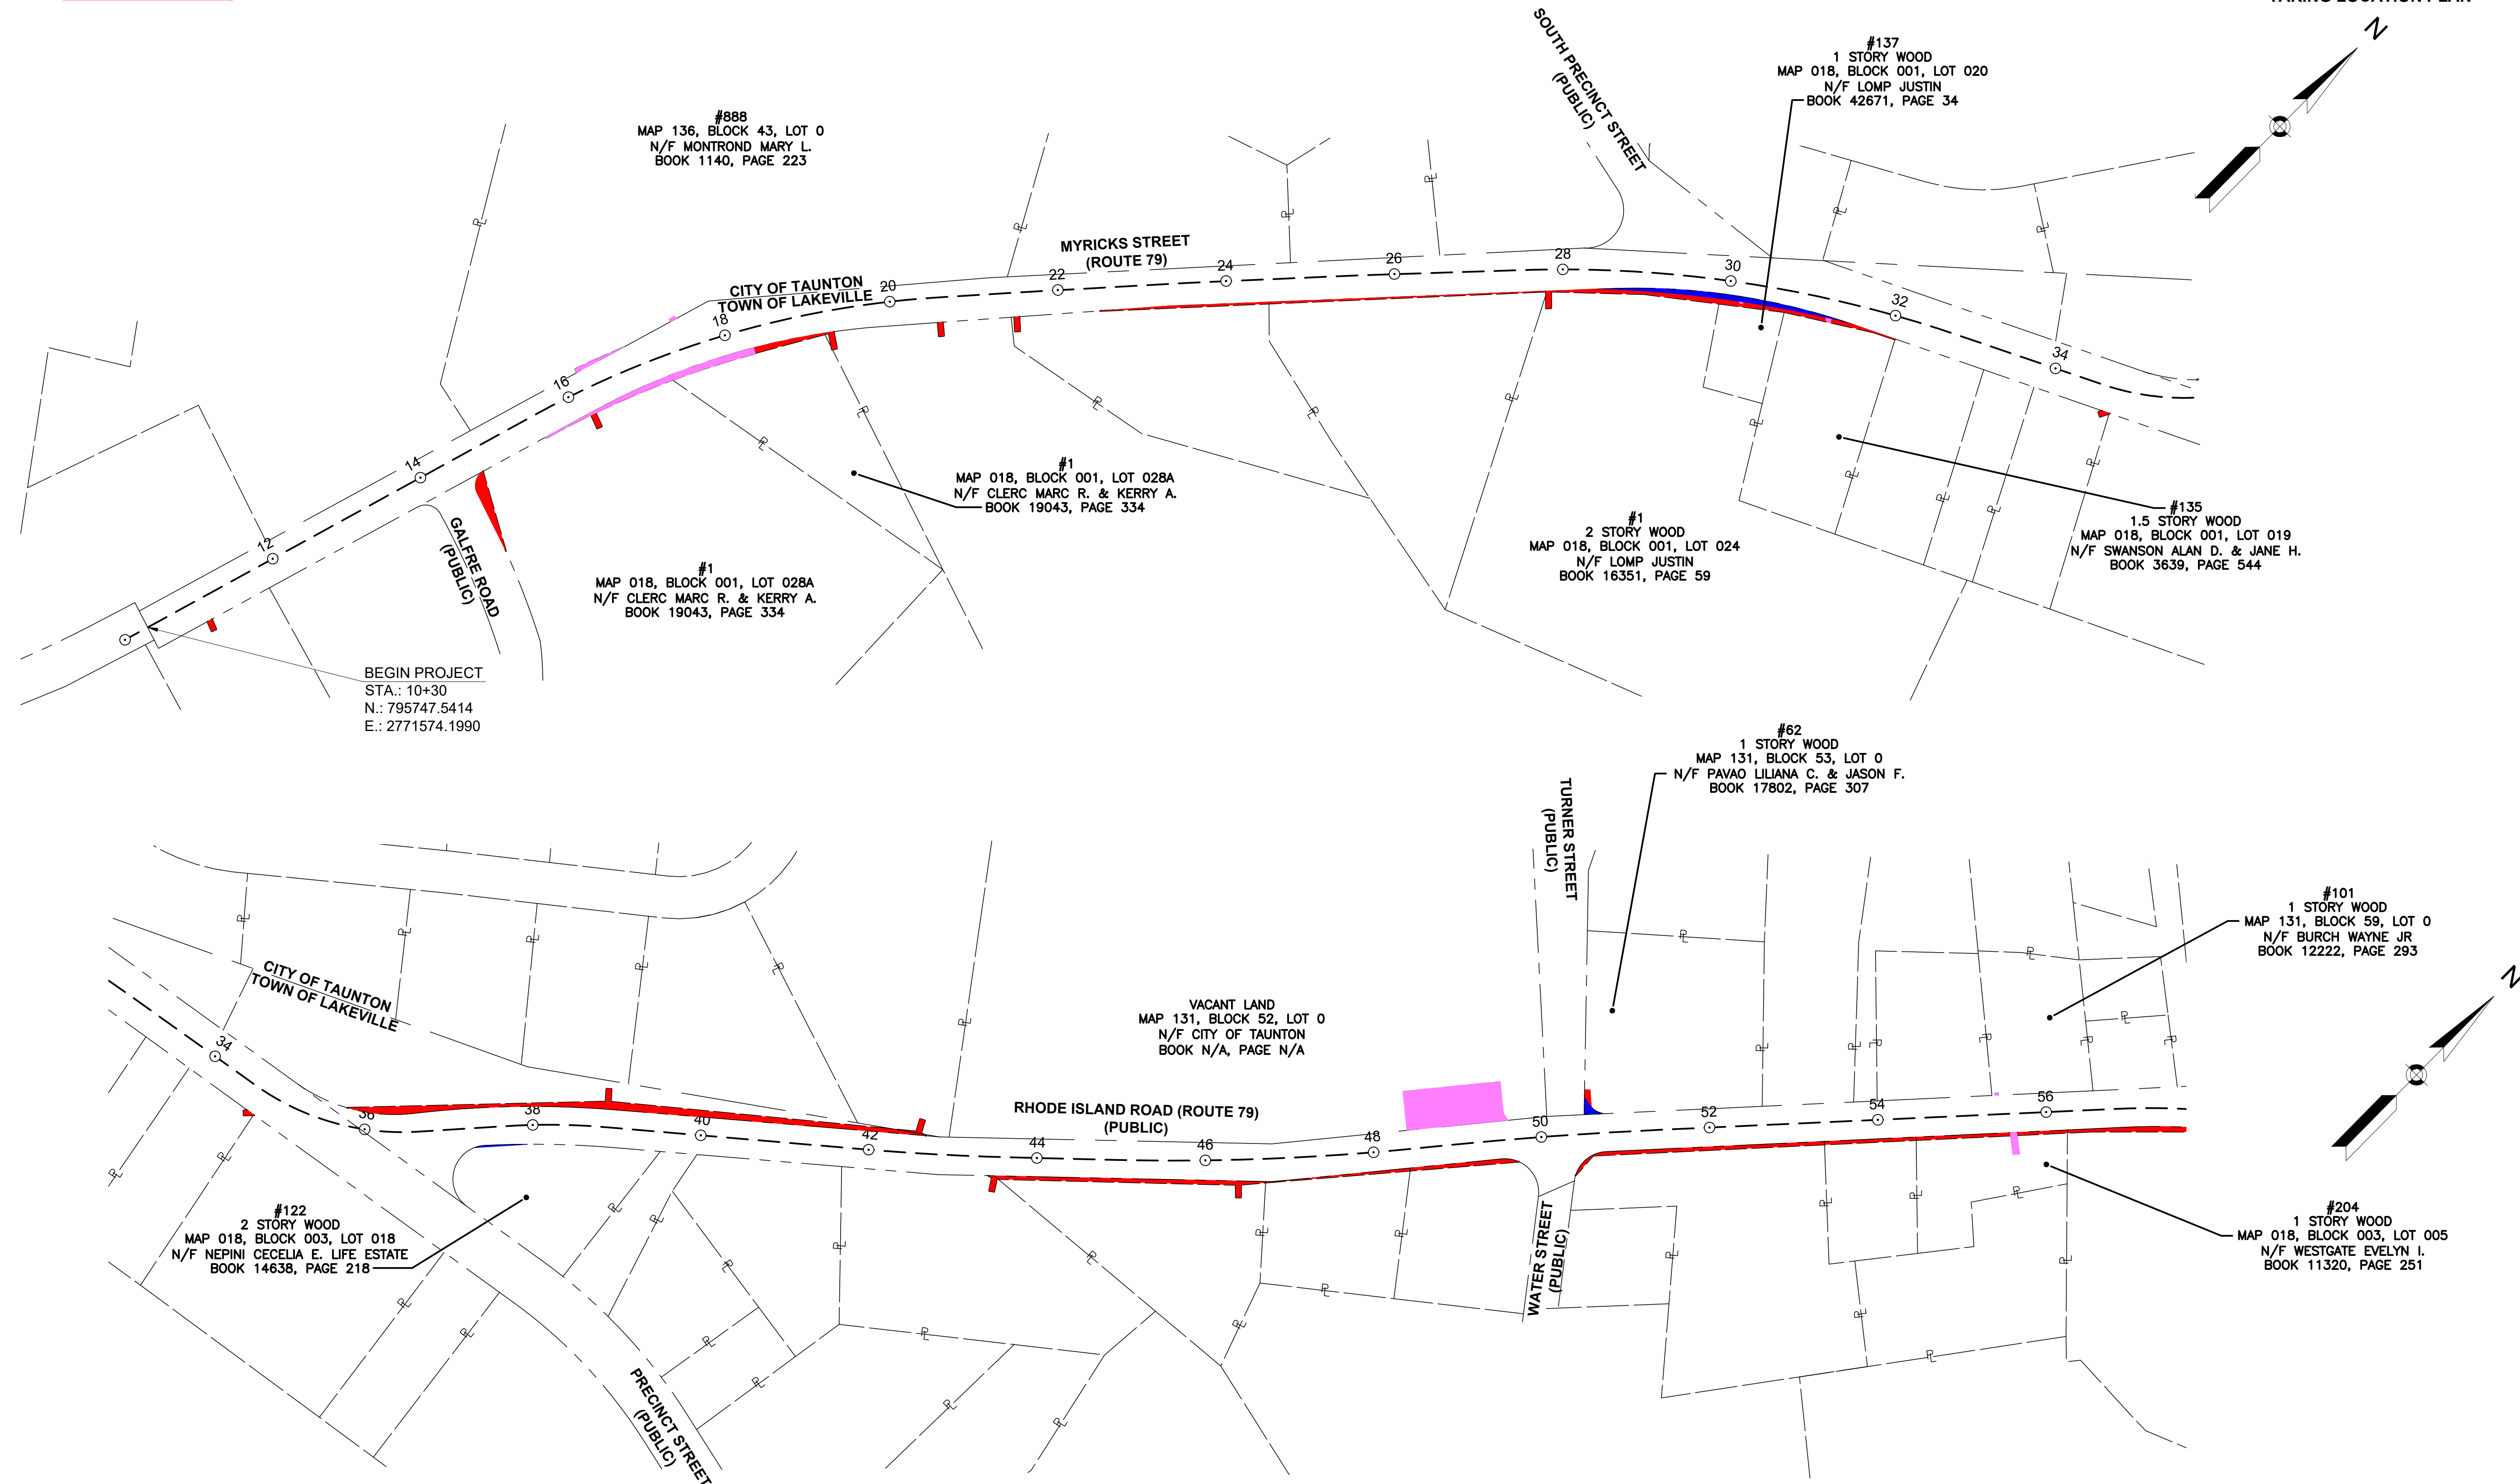 N
SOUTH PRECINCT STREET
(PUBLIC)
#137
1 STORY WOOD
MAP 018, BLOCK 001, LOT 020
N/F LOMP JUSTIN
BOOK 42671, PAGE 34
#888
MAP 136, BLOCK 43, LOT 0
N/F MONTROND MARY L.
BOOK 1140, PAGE 223
MYRICKS STREET
(ROUTE 79)
CITY OF TAUNTON
TOWN OF LAKEVILLE
12
14
16
18
20
22
24
26
28
30
32
34
#1
MAP 018, BLOCK 001, LOT 028A
N/F CLERC MARC R. & KERRY A.
BOOK 19043, PAGE 334
#1
2 STORY WOOD
MAP 018, BLOCK 001, LOT 024
N/F LOMP JUSTIN
BOOK 16351, PAGE 59
#135
1.5 STORY WOOD
MAP 018, BLOCK 001, LOT 019
N/F SWANSON ALAN D. & JANE H.
BOOK 3639, PAGE 544
GALFRE ROAD
(PUBLIC)
#1
MAP 018, BLOCK 001, LOT 028A
N/F CLERC MARC R. & KERRY A.
BOOK 19043, PAGE 334
BEGIN PROJECT
STA.: 10+30
N.: 795747.5414
E.: 2771574.1990
#62
1 STORY WOOD
MAP 131, BLOCK 53, LOT 0
N/F PAVAO LILIANA C. & JASON F.
BOOK 17802, PAGE 307
TURNER STREET
(PUBLIC)
#101
1 STORY WOOD
MAP 131, BLOCK 59, LOT 0
N/F BURCH WAYNE JR
BOOK 12222, PAGE 293
N
CITY OF TAUNTON
TOWN OF LAKEVILLE
VACANT LAND
MAP 131, BLOCK 52, LOT 0
N/F CITY OF TAUNTON
BOOK N/A, PAGE N/A
RHODE ISLAND ROAD (ROUTE 79)
(PUBLIC)
34
36
38
40
42
44
46
48
50
52
54
56
#122
2 STORY WOOD
MAP 018, BLOCK 003, LOT 018
N/F NEPINI CECELIA E. LIFE ESTATE
BOOK 14638, PAGE 218
WATER STREET
(PUBLIC)
#204
1 STORY WOOD
MAP 018, BLOCK 003, LOT 005
N/F WESTGATE EVELYN I.
BOOK 11320, PAGE 251
PRECINCT STREET
(PUBLIC)